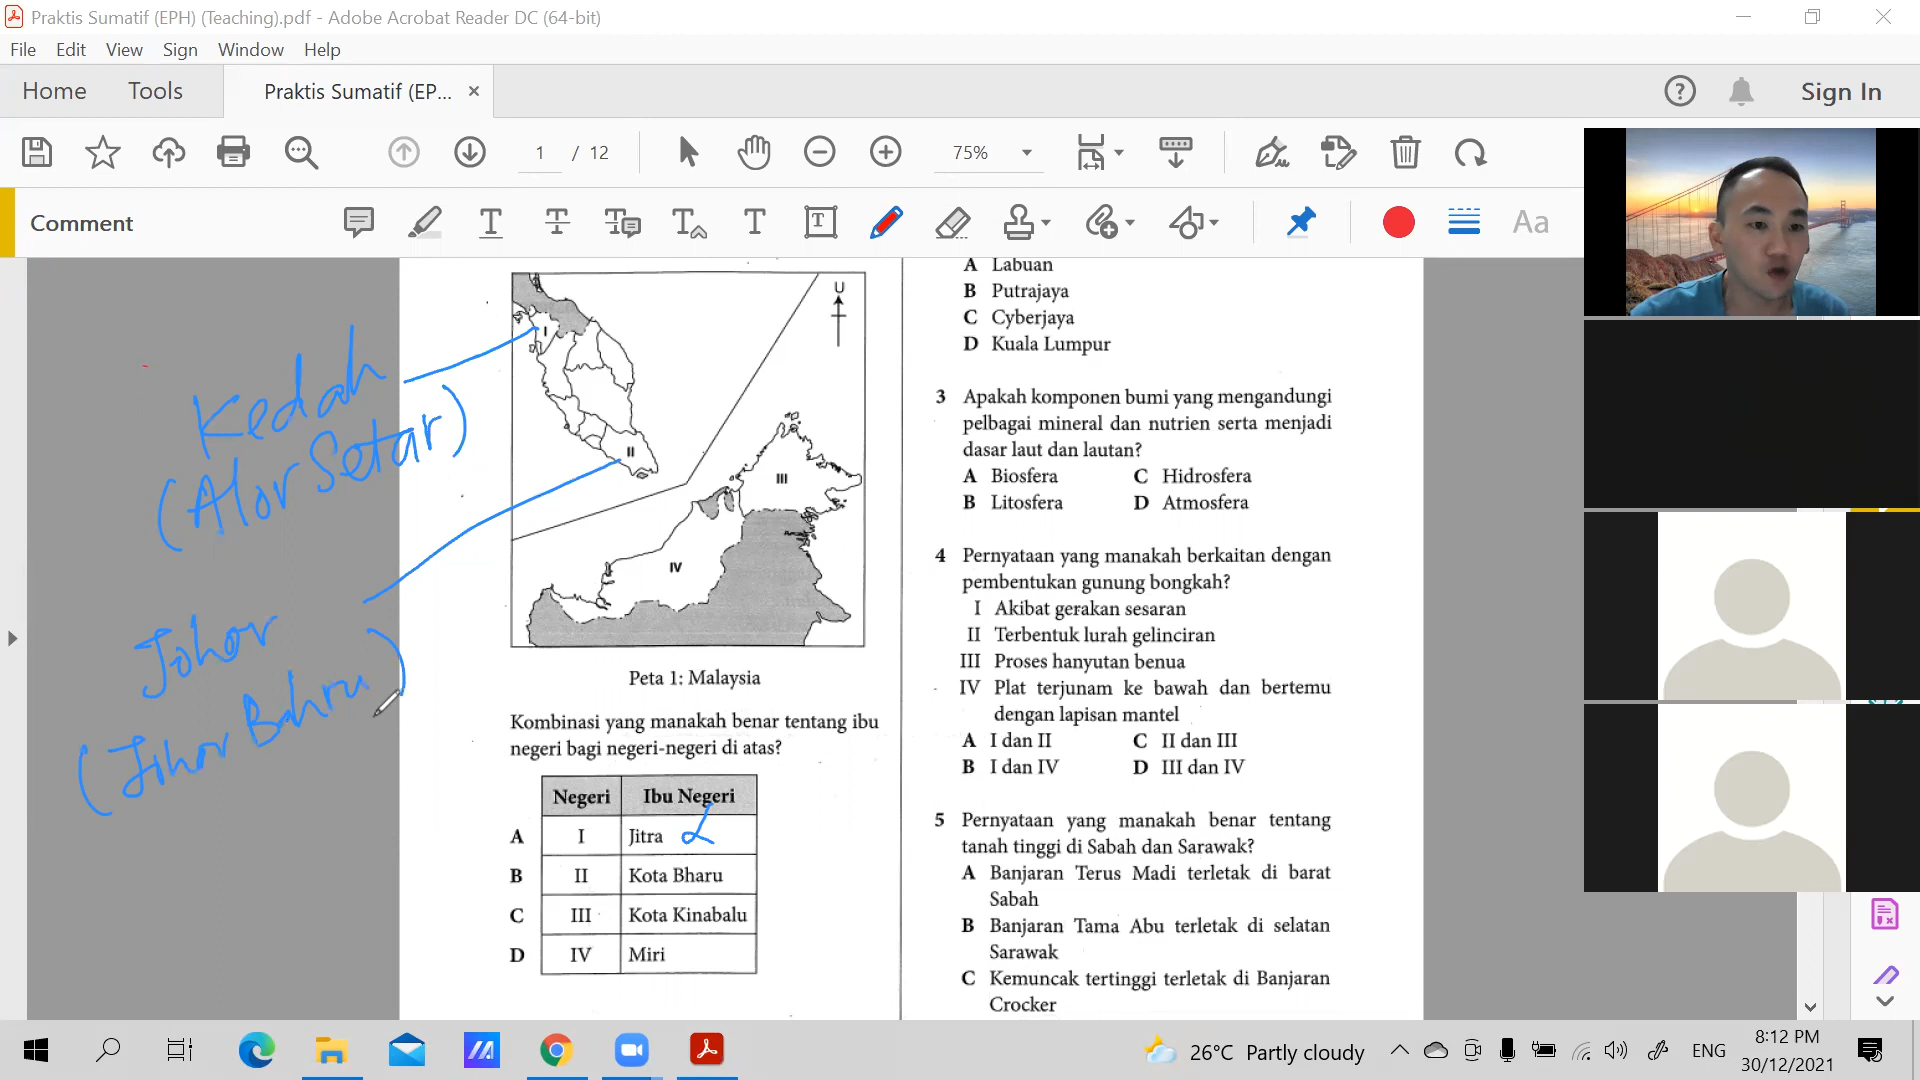 Praktis Sumatif (EPH) (Teaching).pdf - Adobe Acrobat Reader DC (64-bit)
File Edit View Sign Window Help
Home Tools Praktis Sumatif (EP... × Sign In
1 / 12 75%
Comment
Aa
U
I
II
III
IV
Kedah
(Alor Setar)
Johor
(Johor Bahru)
Peta 1: Malaysia
Kombinasi yang manakah benar tentang ibu
negeri bagi negeri-negeri di atas?
Negeri Ibu Negeri
A I Jitra
B II Kota Bharu
C III Kota Kinabalu
D IV Miri
A Labuan
B Putrajaya
C Cyberjaya
D Kuala Lumpur
3 Apakah komponen bumi yang mengandungi
pelbagai mineral dan nutrien serta menjadi
dasar laut dan lautan?
A Biosfera C Hidrosfera
B Litosfera D Atmosfera
4 Pernyataan yang manakah berkaitan dengan
pembentukan gunung bongkah?
I Akibat gerakan sesaran
II Terbentuk lurah gelinciran
III Proses hanyutan benua
IV Plat terjunam ke bawah dan bertemu
dengan lapisan mantel
A I dan II C II dan III
B I dan IV D III dan IV
5 Pernyataan yang manakah benar tentang
tanah tinggi di Sabah dan Sarawak?
A Banjaran Terus Madi terletak di barat
Sabah
B Banjaran Tama Abu terletak di selatan
Sarawak
C Kemuncak tertinggi terletak di Banjaran
Crocker
26°C Partly cloudy ENG 8:12 PM
30/12/2021